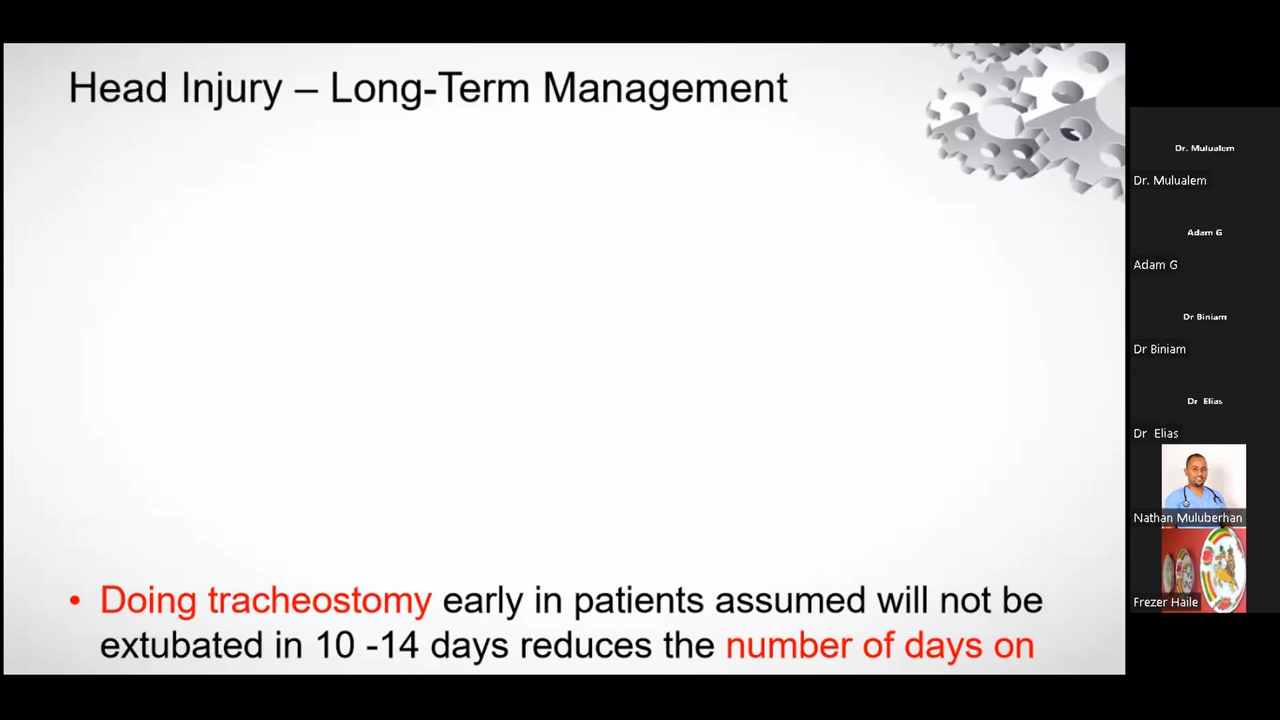 Head Injury – Long-Term Management
• Doing tracheostomy early in patients assumed will not be
extubated in 10 -14 days reduces the number of days on
Dr. Mulualem
Dr. Mulualem
Adam G
Adam G
Dr Biniam
Dr Biniam
Dr Elias
Dr Elias
Nathan Muluberhan
Frezer Haile